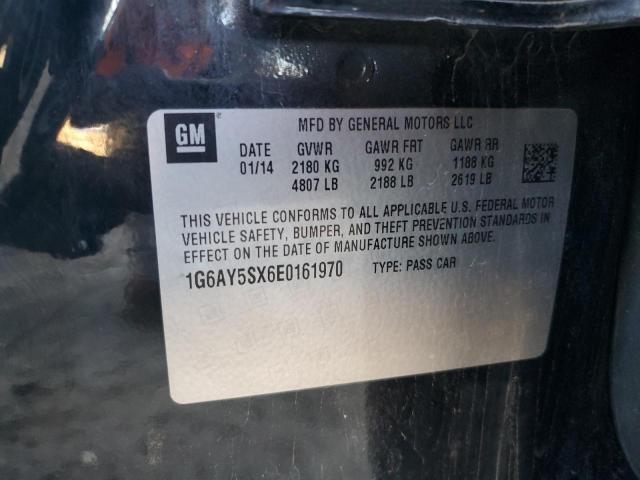 GM
MFD BY GENERAL MOTORS LLC
DATE GVWR GAWR FRT GAWR RR
01/14 2180 KG 992 KG 1188 KG
4807 LB 2188 LB 2619 LB
THIS VEHICLE CONFORMS TO ALL APPLICABLE U.S. FEDERAL MOTOR
VEHICLE SAFETY, BUMPER, AND THEFT PREVENTION STANDARDS IN
EFFECT ON THE DATE OF MANUFACTURE SHOWN ABOVE.
1G6AY5SX6E0161970 TYPE: PASS CAR